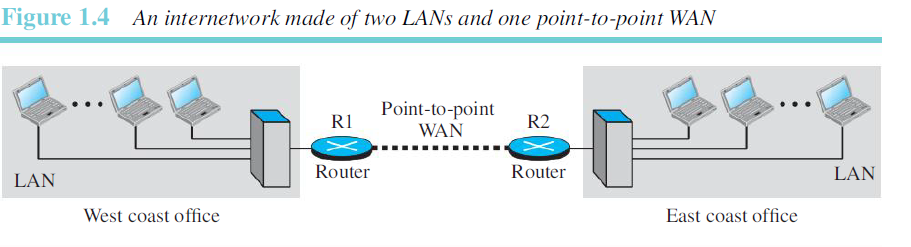 Figure 1.4 An internetwork made of two LANs and one point-to-point WAN
Point-to-point
WAN
R1
R2
Router
Router
LAN
LAN
West coast office
East coast office